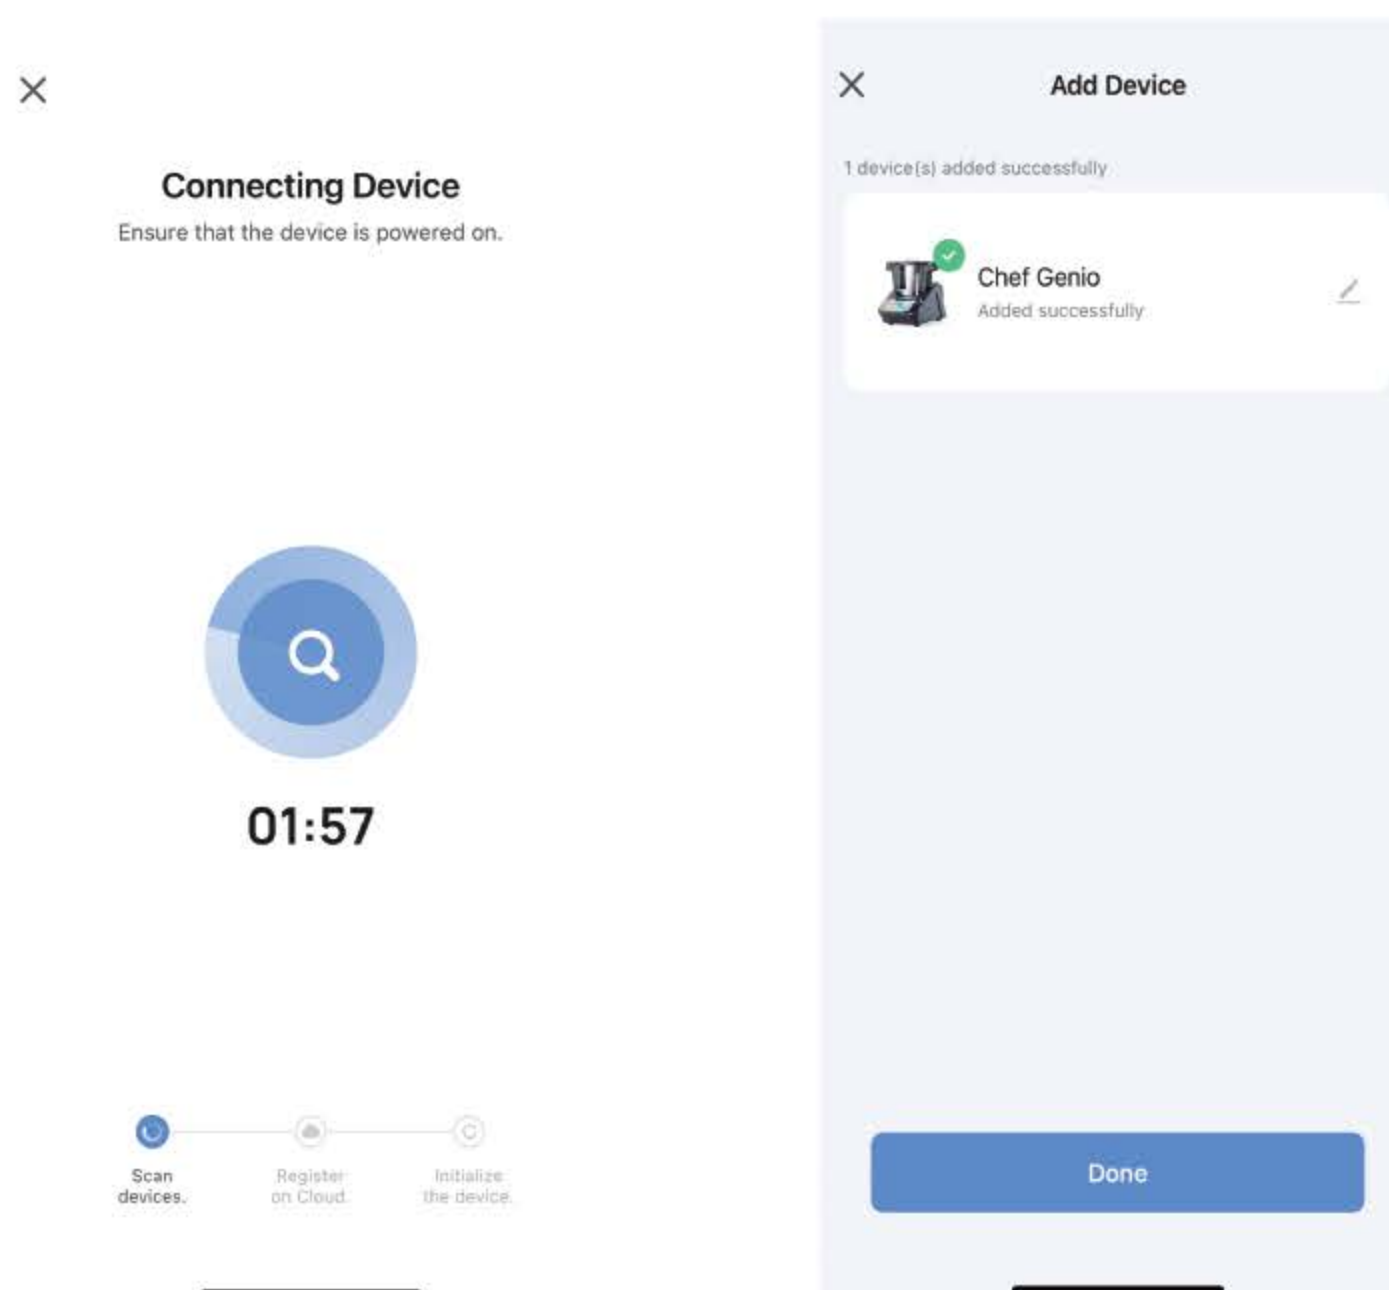 Connecting Device
Ensure that the device is powered on.
01:57
Scan
devices.
Register
on Cloud.
Initialize
the device.
Add Device
1 device(s) added successfully
Chef Genio
Added successfully
Done